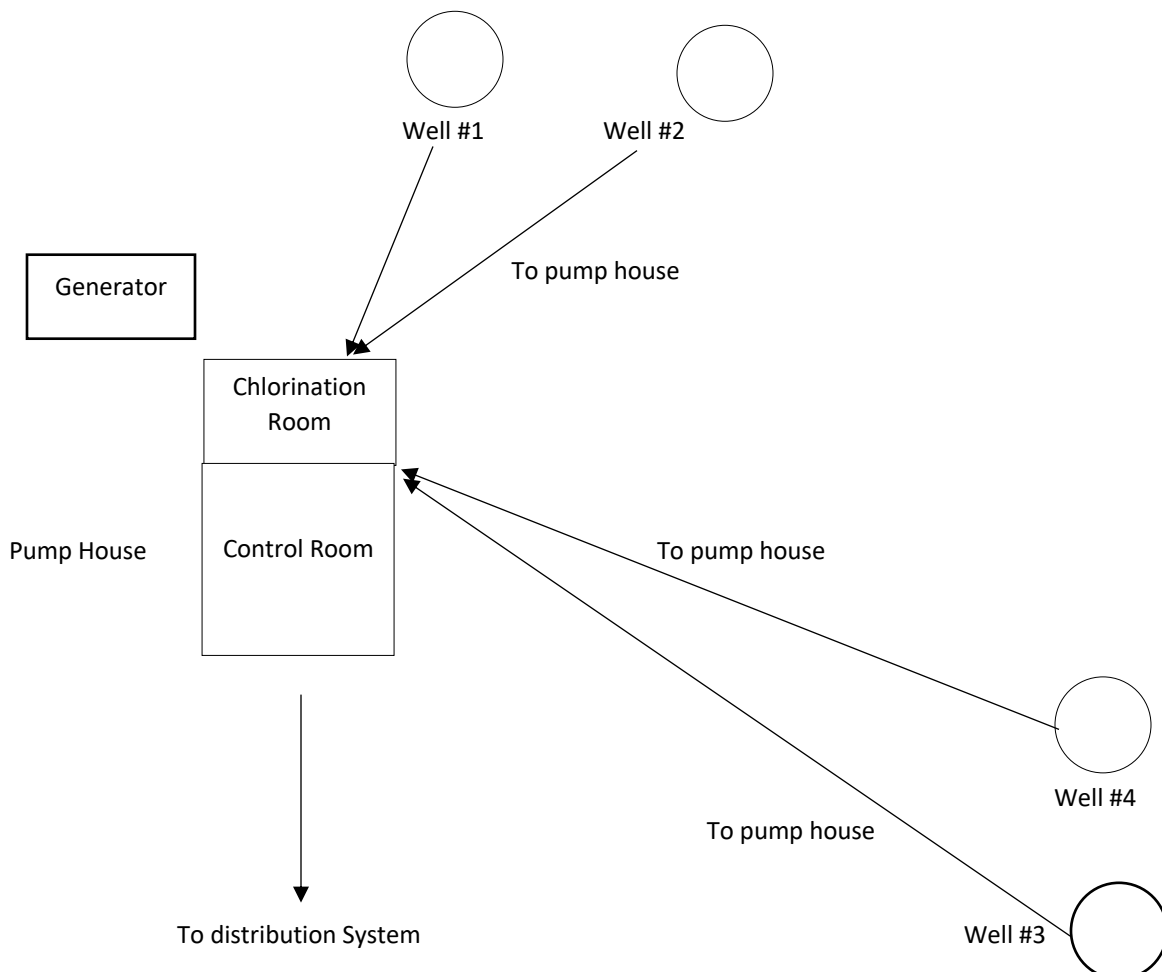 Well #1
Well #2
To pump house
Generator
Chlorination
Room
Pump House
Control Room
To pump house
Well #4
To pump house
To distribution System
Well #3